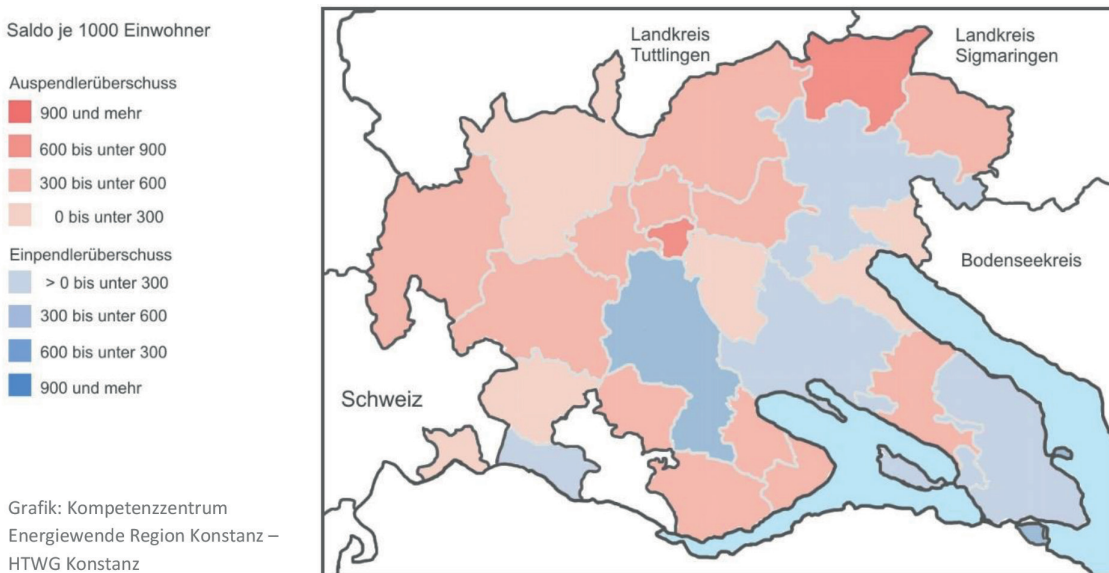 Saldo je 1000 Einwohner
Auspendlerüberschuss
900 und mehr
600 bis unter 900
300 bis unter 600
0 bis unter 300
Einpendlerüberschuss
> 0 bis unter 300
300 bis unter 600
600 bis unter 300
900 und mehr
Grafik: Kompetenzzentrum
Energiewende Region Konstanz –
HTWG Konstanz
Landkreis
Tuttlingen
Landkreis
Sigmaringen
Bodenseekreis
Schweiz